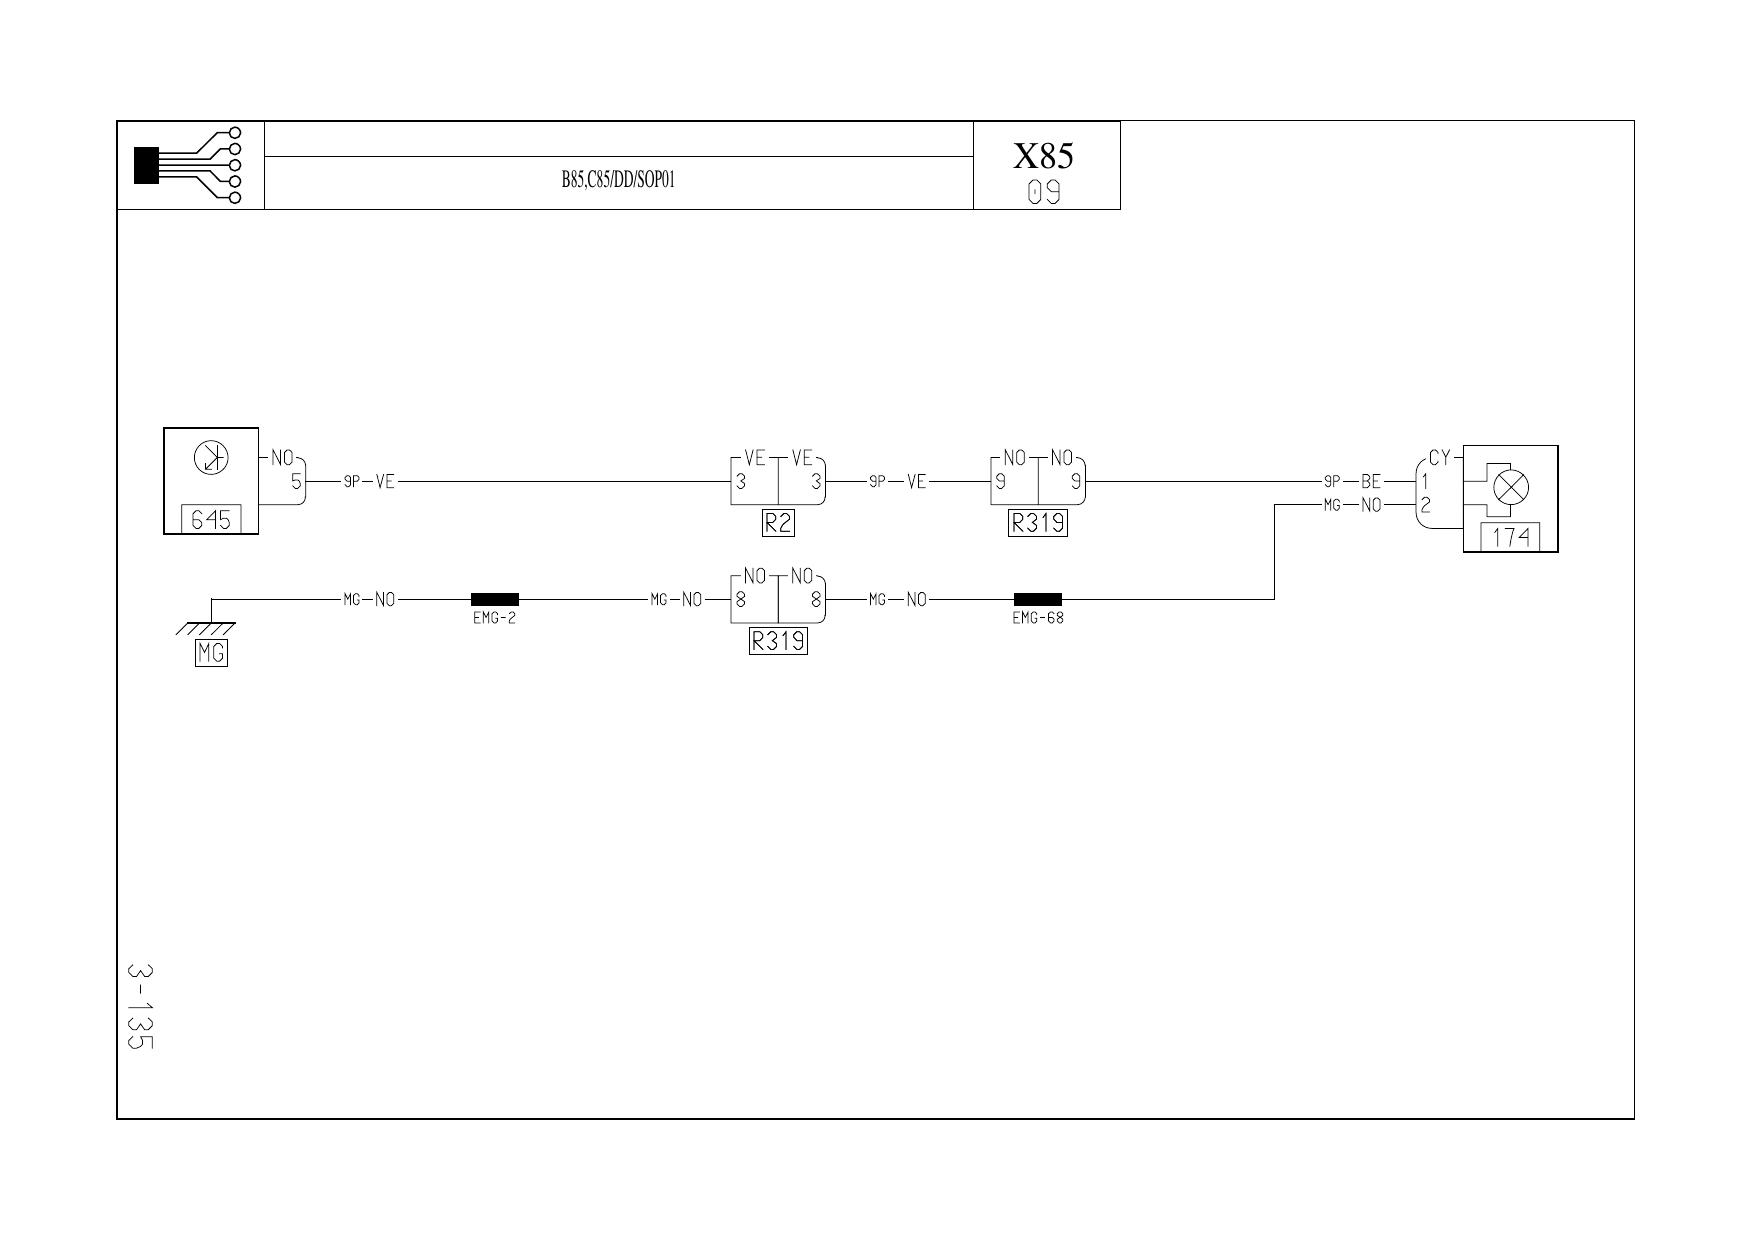 X85
B85,C85/DD/SOP01
09
NO VE VE NO NO CY
5 9P VE 3 3 9P VE 9 9 9P BE 1
MG NO 2
645 R2 R319 174
NO NO
MG NO MG NO 8 8 MG NO
EMG-2 EMG-68
MG R319
3-135